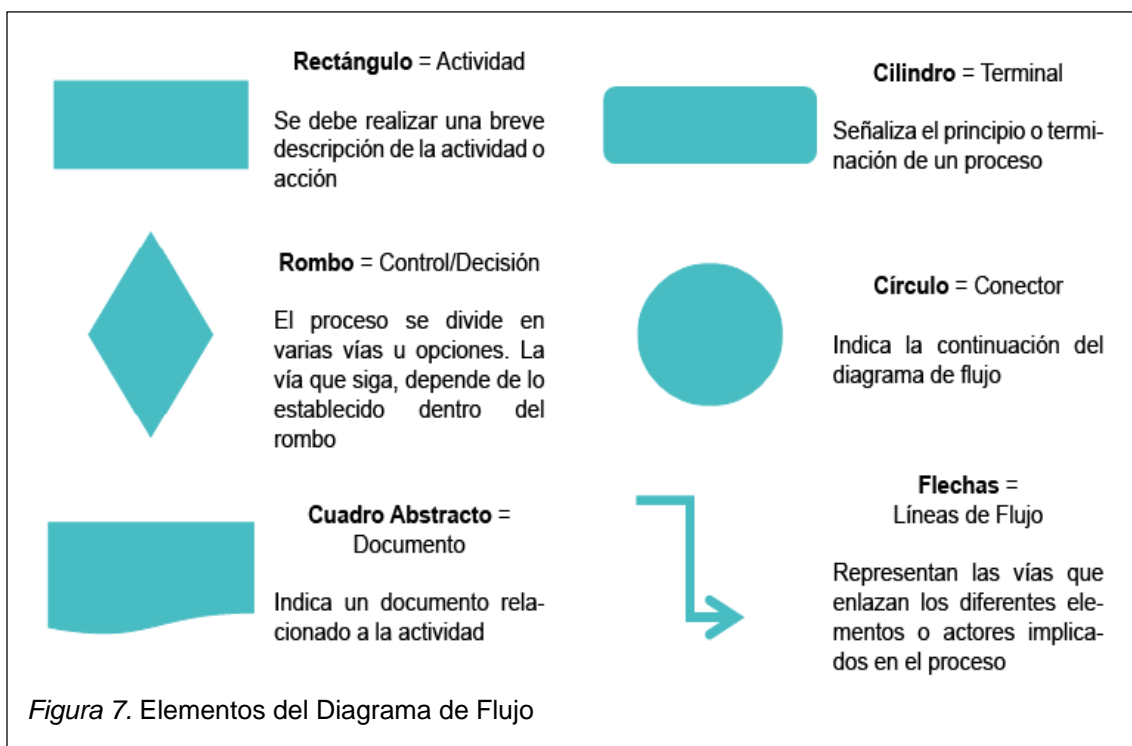 Rectángulo = Actividad
Se debe realizar una breve
descripción de la actividad o
acción
Cilindro = Terminal
Señaliza el principio o termi-
nación de un proceso
Rombo = Control/Decisión
El proceso se divide en
varias vías u opciones. La
vía que siga, depende de lo
establecido dentro del
rombo
Círculo = Conector
Indica la continuación del
diagrama de flujo
Cuadro Abstracto =
Documento
Indica un documento rela-
cionado a la actividad
Flechas =
Líneas de Flujo
Representan las vías que
enlazan los diferentes ele-
mentos o actores implica-
dos en el proceso
Figura 7. Elementos del Diagrama de Flujo